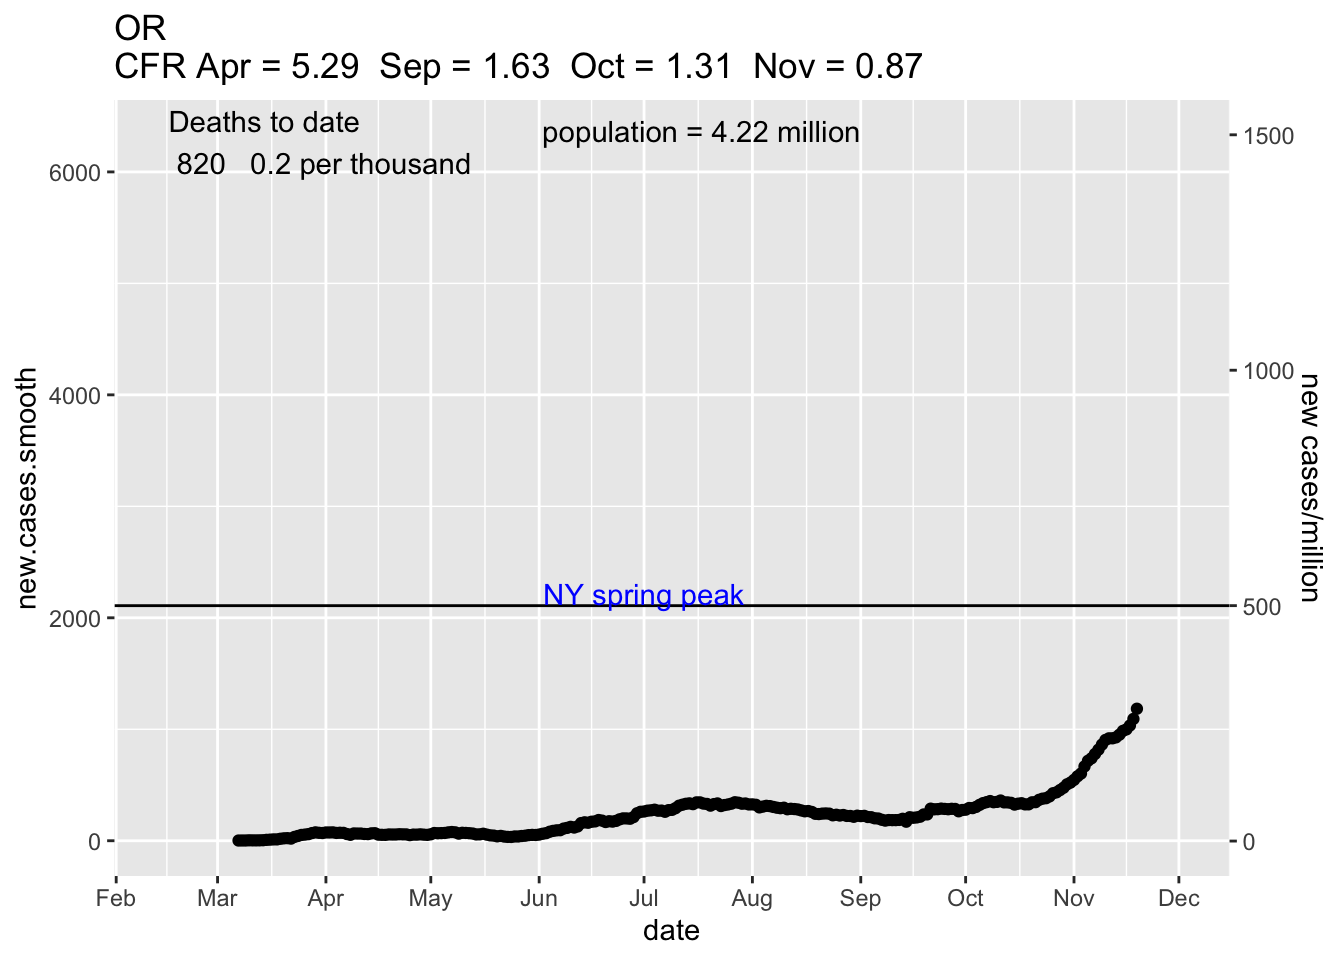 OR
CFR Apr = 5.29  Sep = 1.63  Oct = 1.31  Nov = 0.87
Deaths to date
820   0.2 per thousand
population = 4.22 million
NY spring peak
new.cases.smooth
6000
4000
2000
0
1500
1000
500
0
new cases/million
Feb Mar Apr May Jun Jul Aug Sep Oct Nov Dec
date